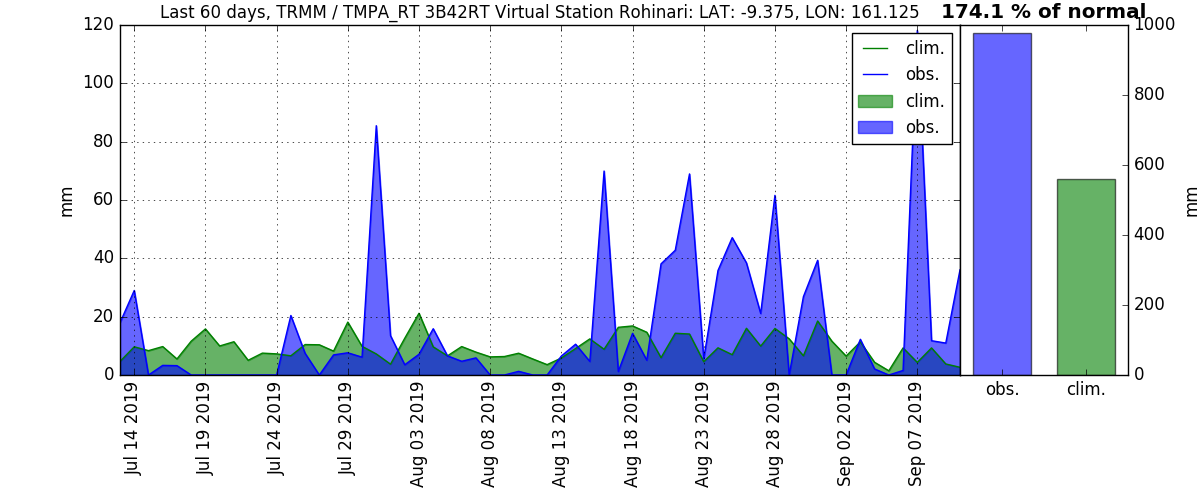 Last 60 days, TRMM / TMPA_RT 3B42RT Virtual Station Rohinari: LAT: -9.375, LON: 161.125
174.1 % of normal
120
100
80
60
40
20
0
mm
clim.
obs.
clim.
obs.
1000
800
600
400
200
0
mm
Jul 14 2019
Jul 19 2019
Jul 24 2019
Jul 29 2019
Aug 03 2019
Aug 08 2019
Aug 13 2019
Aug 18 2019
Aug 23 2019
Aug 28 2019
Sep 02 2019
Sep 07 2019
obs.
clim.